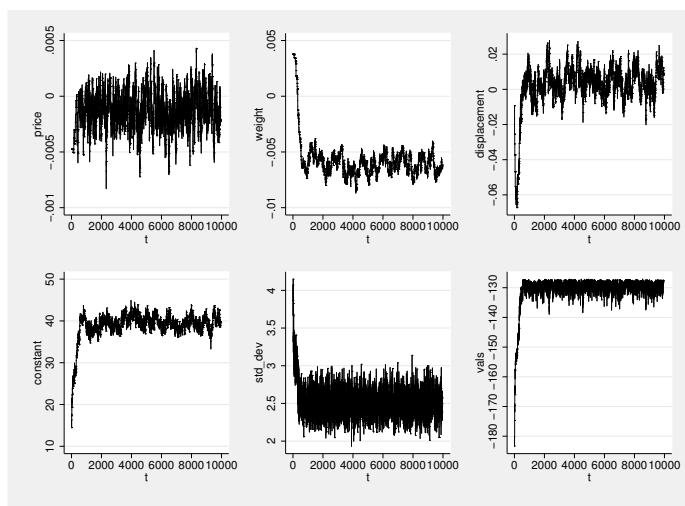 price
−.001 −.0005 0 .0005
0 2000 4000 6000 8000 10000
t
weight
−.01 −.005 0 .005
0 2000 4000 6000 8000 10000
t
displacement
−.06 −.04 −.02 0 .02
0 2000 4000 6000 8000 10000
t
constant
10 20 30 40 50
0 2000 4000 6000 8000 10000
t
std_dev
2 2.5 3 3.5 4
0 2000 4000 6000 8000 10000
t
vals
−180 −170 −160 −150 −140 −130
0 2000 4000 6000 8000 10000
t